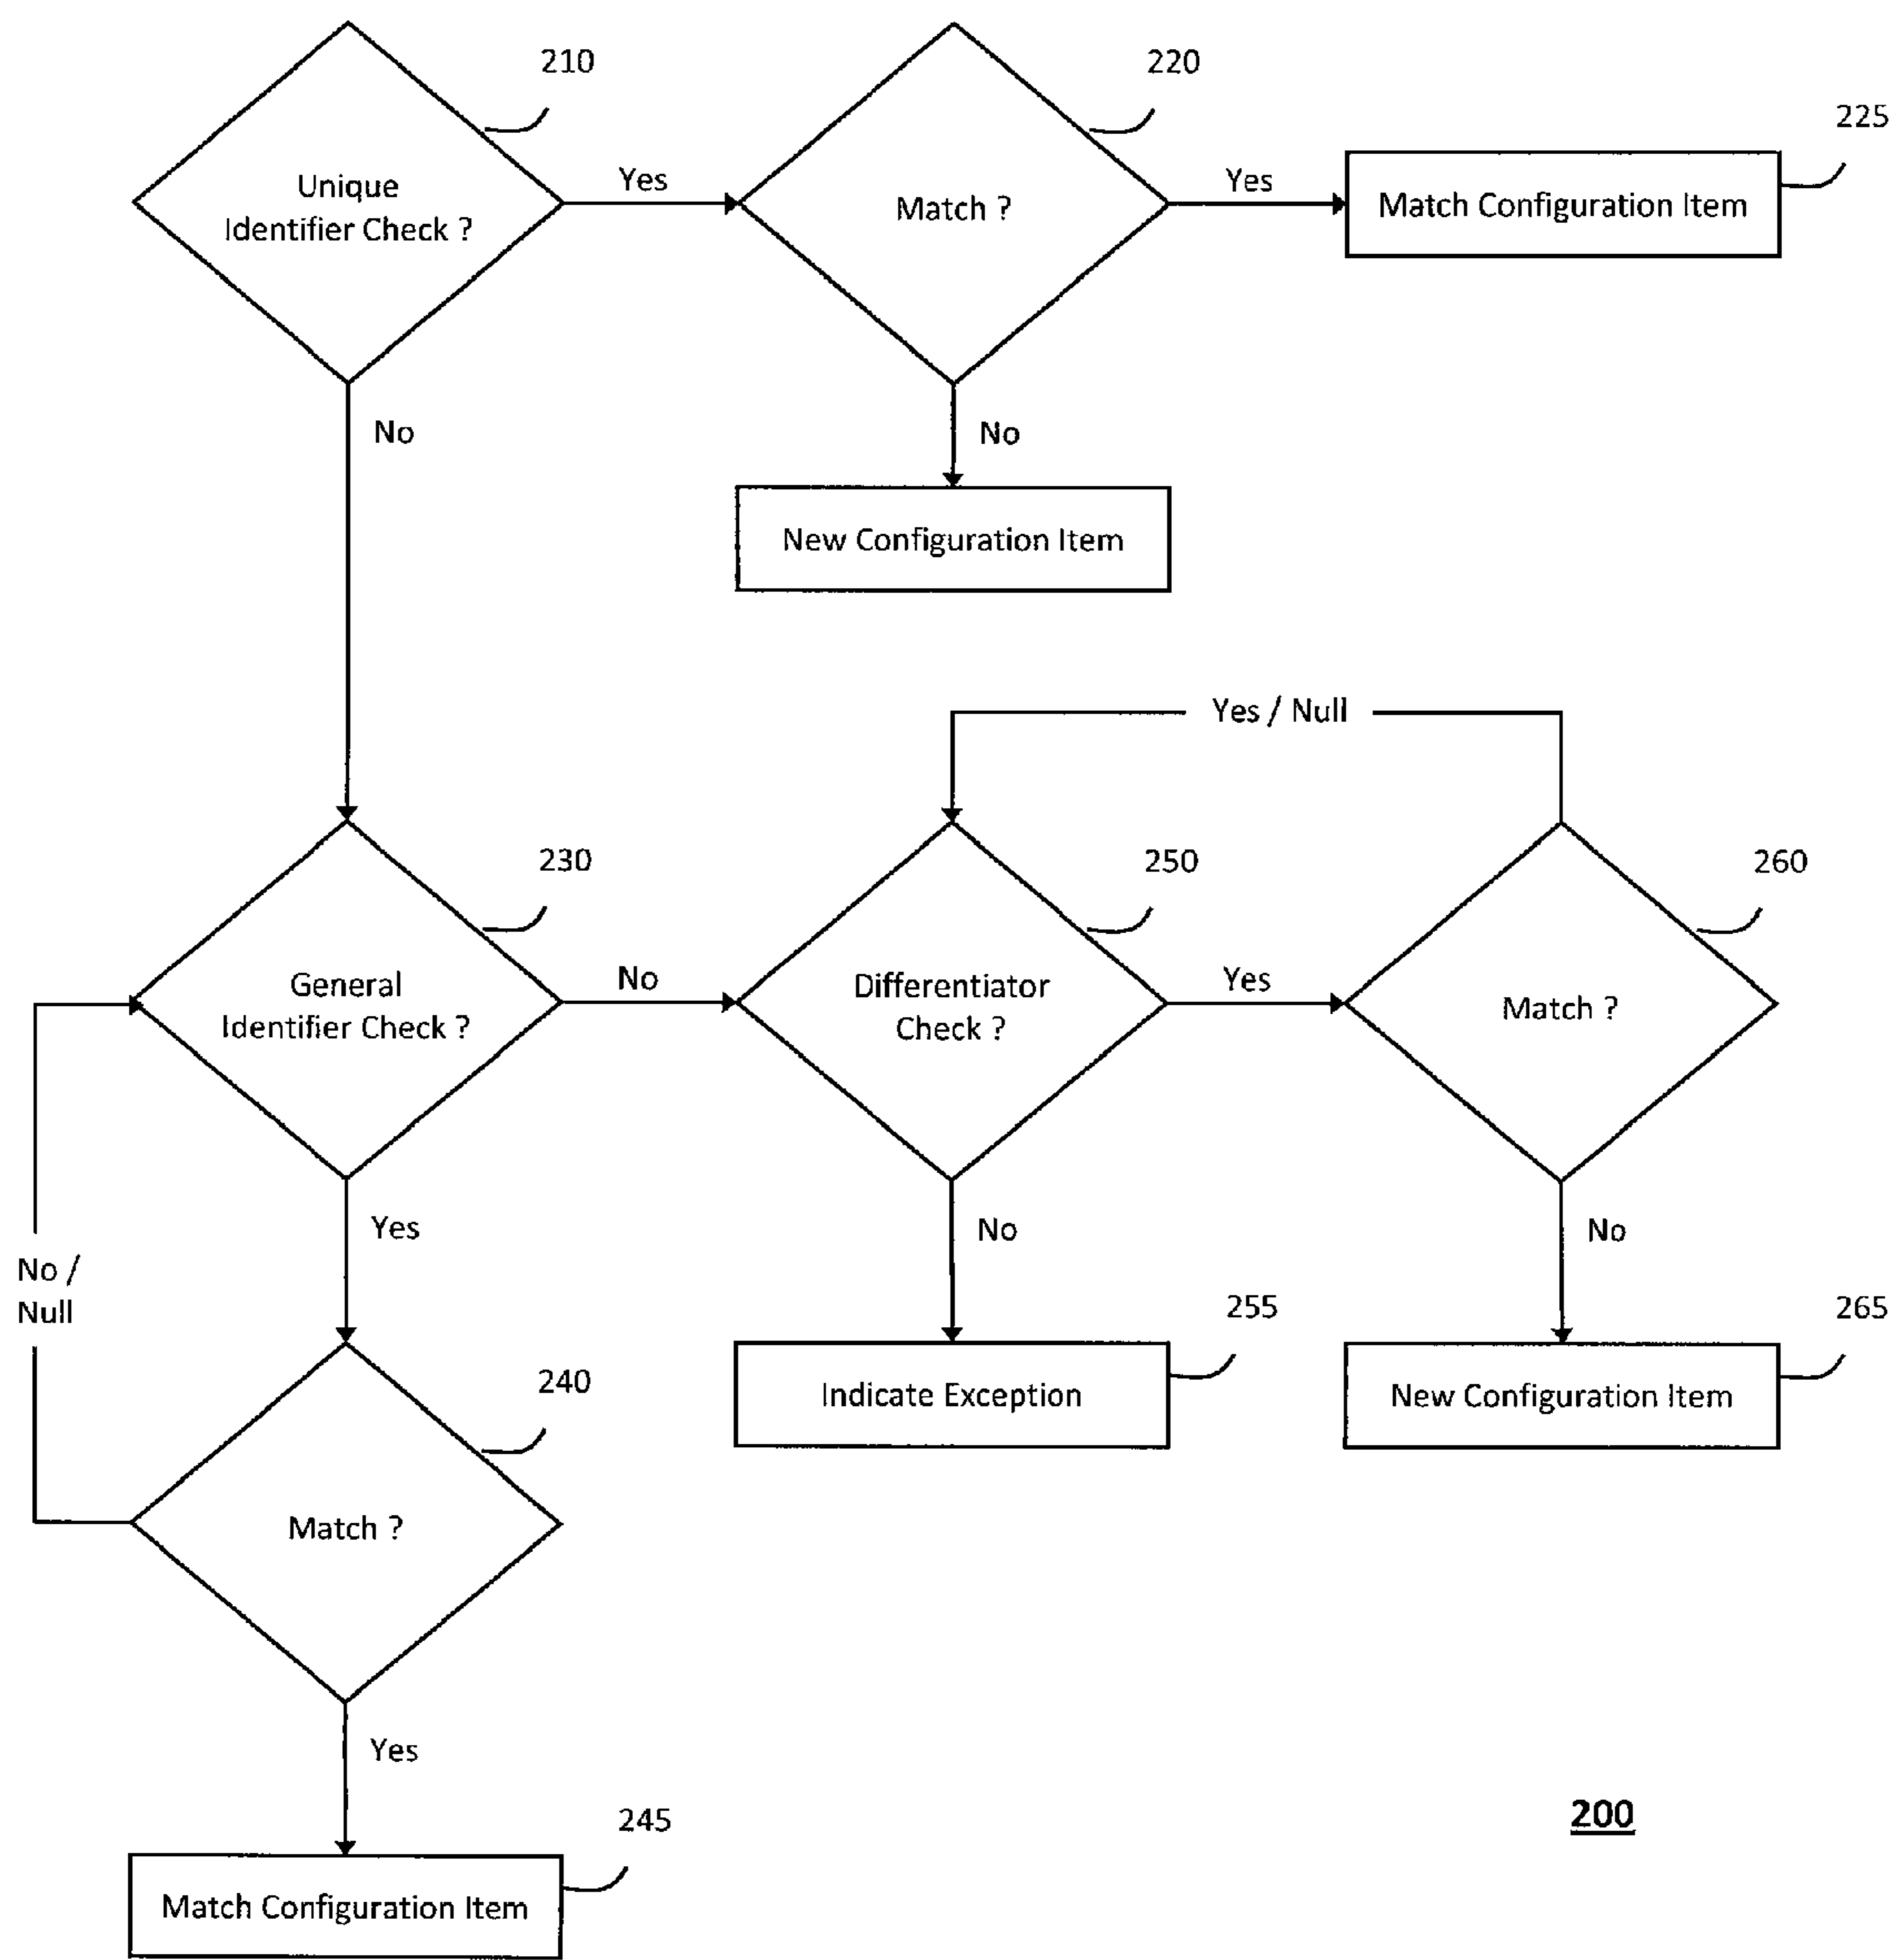 210
220
225
Unique
Identifier Check ?
Yes
Match ?
Yes
Match Configuration Item
No
No
New Configuration Item
Yes / Null
230
250
260
General
Identifier Check ?
No
Differentiator
Check ?
Yes
Match ?
Yes
No
No
No /
Null
255
265
Indicate Exception
New Configuration Item
240
Match ?
Yes
200
245
Match Configuration Item